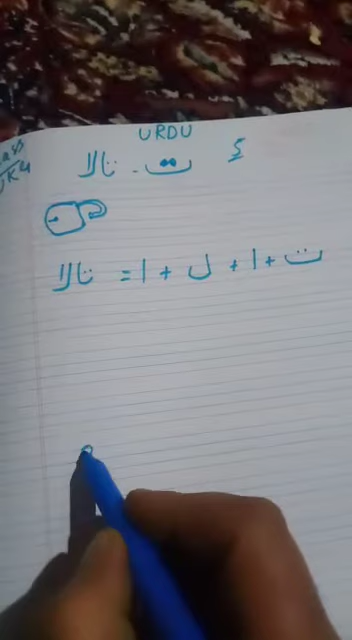 URDU
ت - تالا
ت + ا + ل + ا = تالا